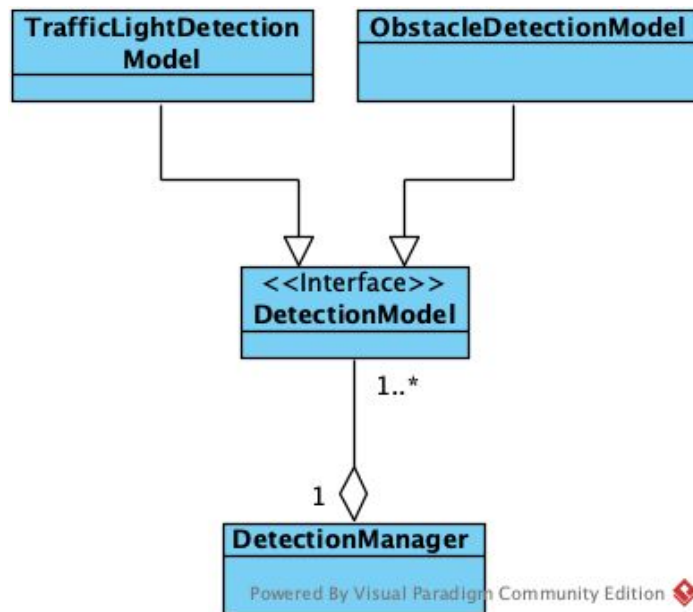 TrafficLightDetection
Model
ObstacleDetectionModel
<<Interface>>
DetectionModel
1..*
1
DetectionManager
Powered By Visual Paradigm Community Edition